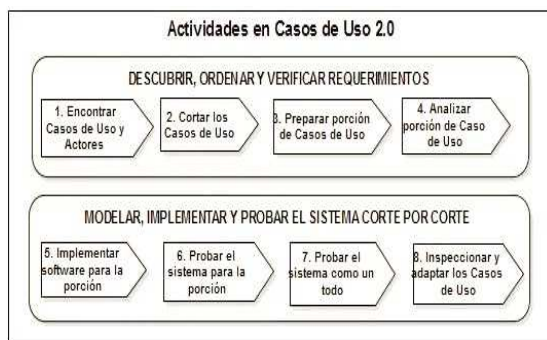 Actividades en Casos de Uso 2.0
DESCUBRIR, ORDENAR Y VERIFICAR REQUERIMIENTOS
1. Encontrar
Casos de Uso y
Actores
2. Cortar los
Casos de Uso
3. Preparar porción
de Casos de Uso
4. Analizar
porción de Caso
de Uso
MODELAR, IMPLEMENTAR Y PROBAR EL SISTEMA CORTE POR CORTE
5. Implementar
software para la
porción
6. Probar el
sistema para la
porción
7. Probar el
sistema como un
todo
8. Inspeccionar y
adaptar los Casos
de Uso